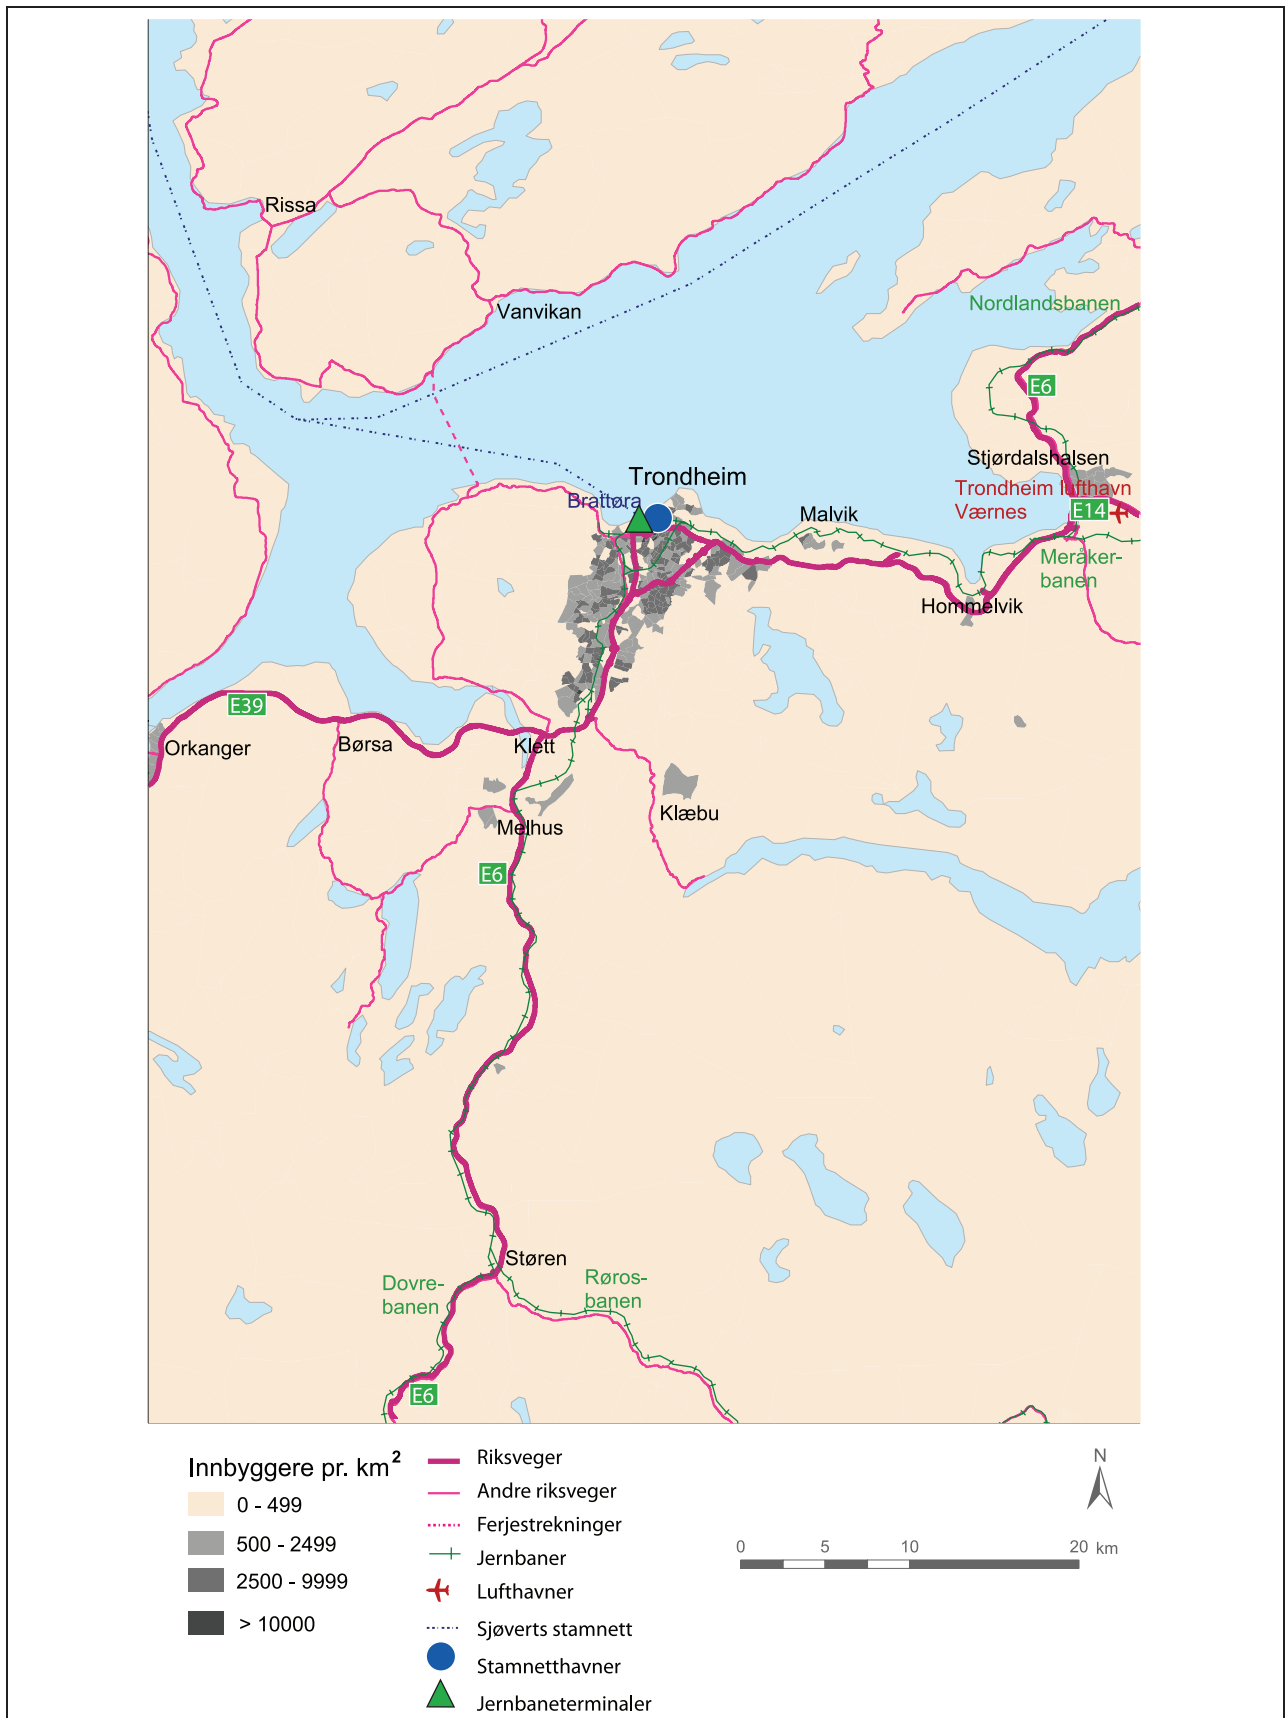 Rissa
Vanvikan
Nordlandsbanen
E6
Stjørdalshalsen
Trondheim
Trondheim lufthavn
Værnes
Brattøra
E14
Malvik
Meråker-
banen
Hommelvik
E39
Orkanger
Børsa
Klett
Klæbu
Melhus
E6
Støren
Dovre-
banen
Røros-
banen
E6
Innbyggere pr. km²
0 - 499
500 - 2499
2500 - 9999
> 10000
Riksveger
Andre riksveger
Ferjestrekninger
Jernbaner
Lufthavner
Sjøverts stamnett
Stamnetthavner
Jernbaneterminaler
N
0 5 10 20 km